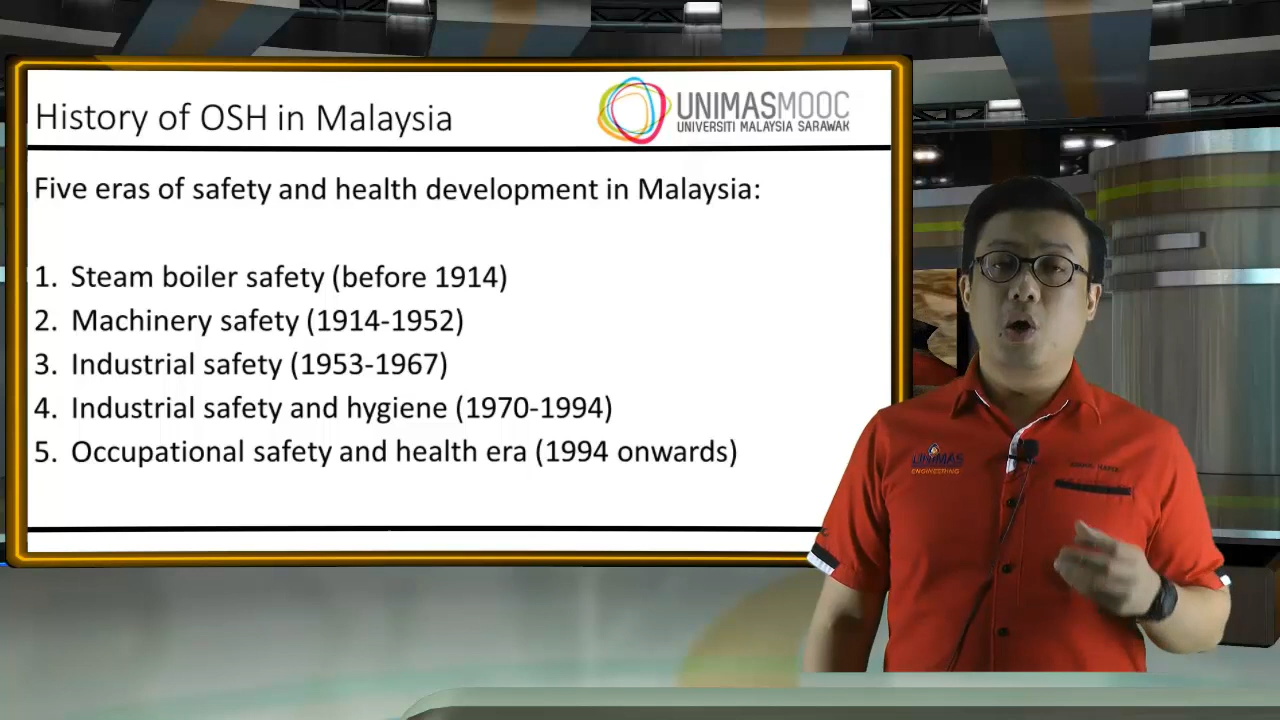 History of OSH in Malaysia
UNIMASMOOC
UNIVERSITI MALAYSIA SARAWAK
Five eras of safety and health development in Malaysia:
1. Steam boiler safety (before 1914)
2. Machinery safety (1914-1952)
3. Industrial safety (1953-1967)
4. Industrial safety and hygiene (1970-1994)
5. Occupational safety and health era (1994 onwards)
UNIMAS
ENGINEERING